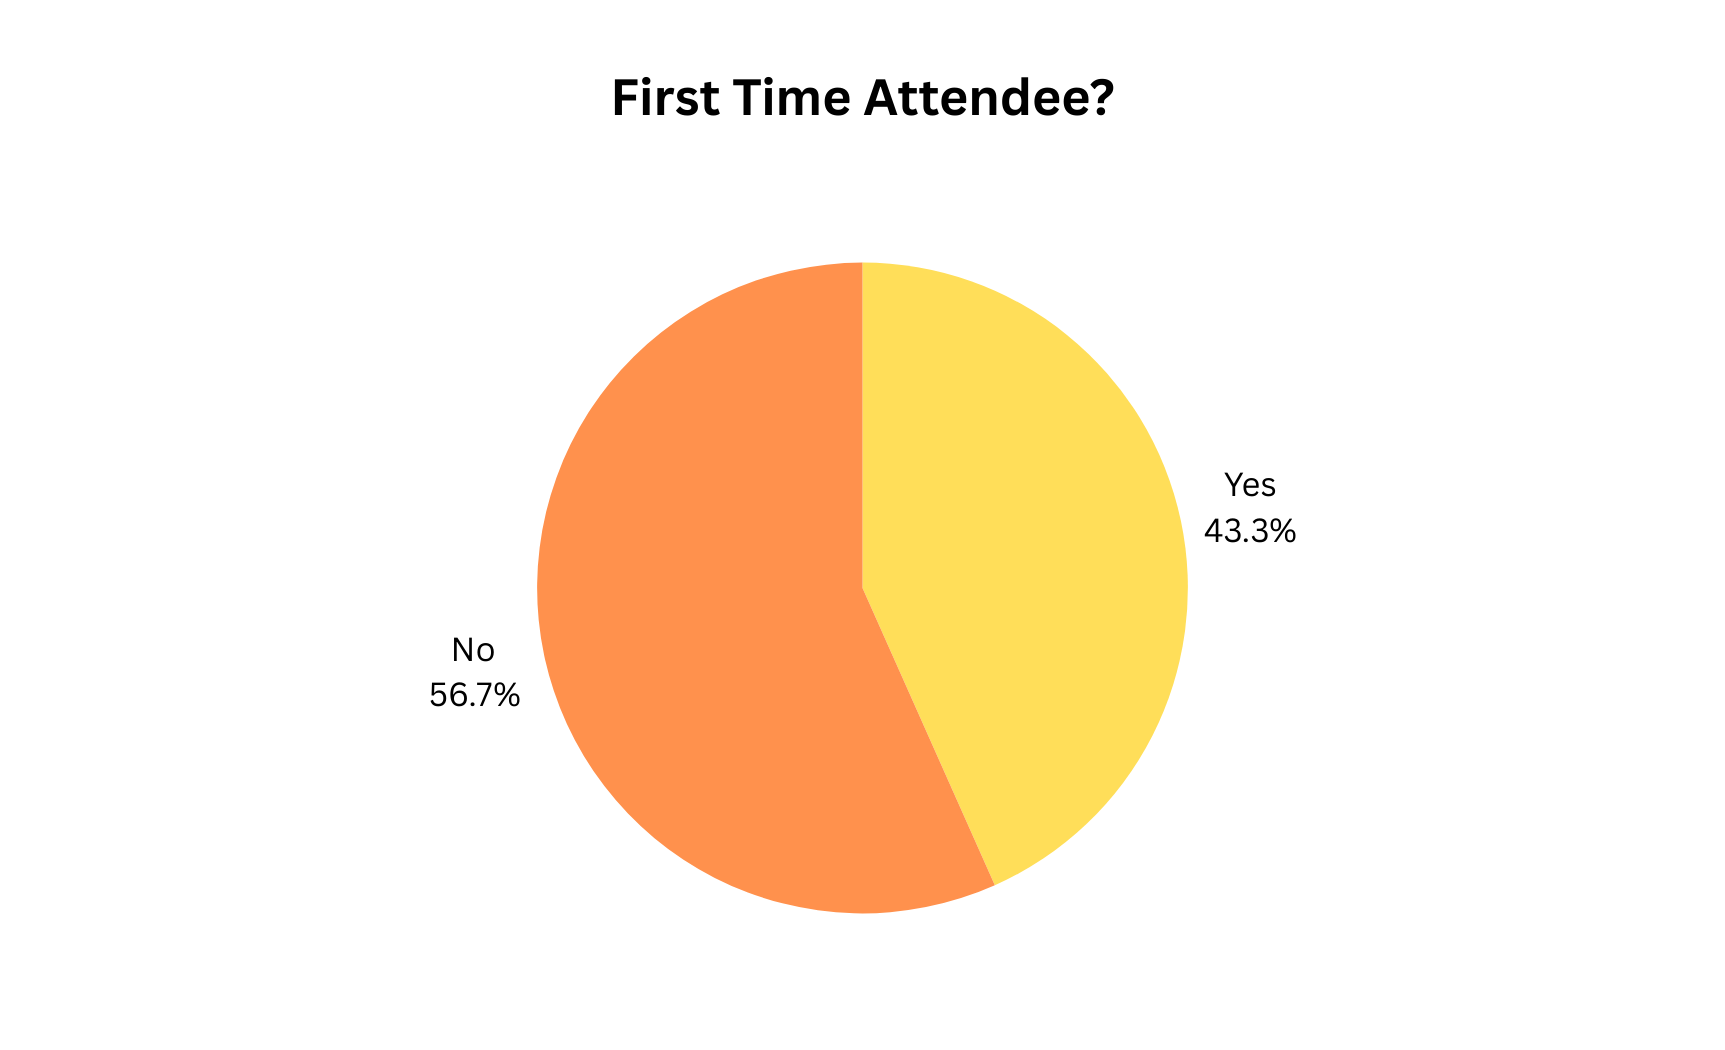 First Time Attendee?
Yes
43.3%
No
56.7%